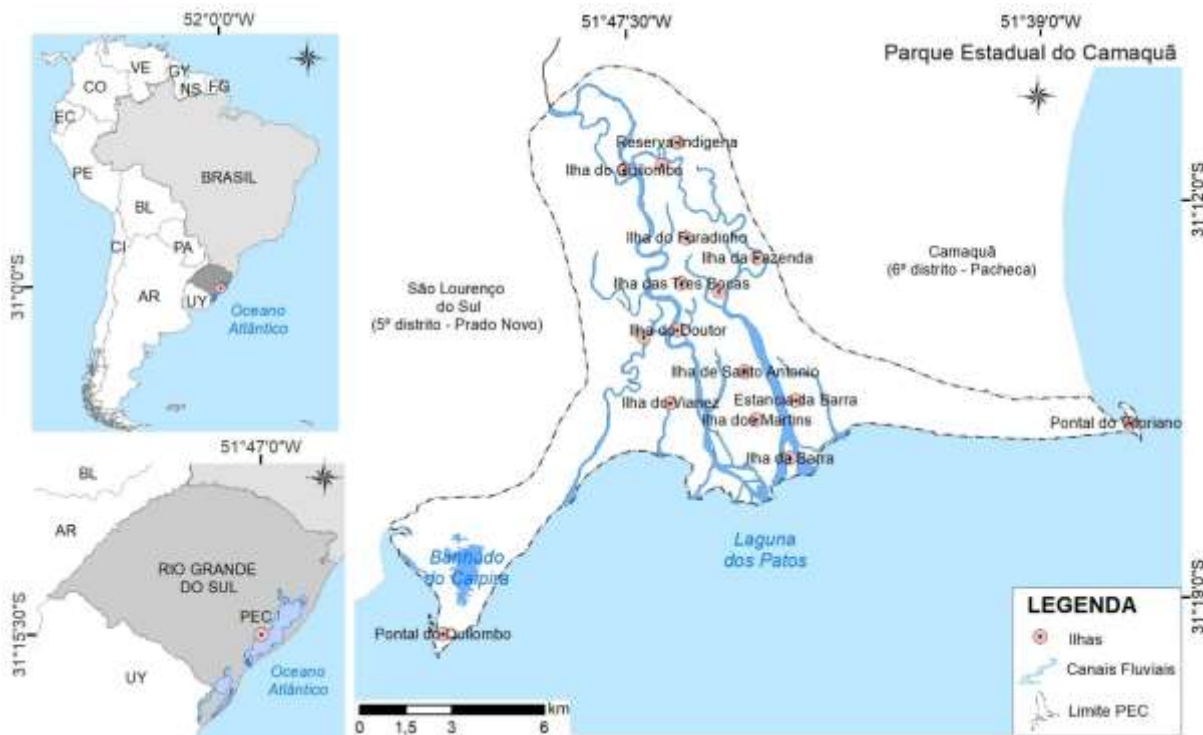 52°0'0"W
VE
GY
CO
NS
FG
EC
PE
BRASIL
BL
CI
PA
AR
UY
31°0'0"S
Oceano
Atlântico
51°47'0"W
BL
AR
RIO GRANDE
DO SUL
PEC
UY
31°15'30"S
Oceano
Atlântico
51°47'30"W
51°39'0"W
Parque Estadual do Camaquã
Reserva Indígena
Ilha do Quilombo
31°12'0"S
Ilha do Furadinho
Ilha da Fazenda
Camaquã
(6º distrito - Pacheca)
Ilha das Tres Bocas
São Lourenço
do Sul
(5º distrito - Prado Novo)
Ilha do Doutor
Ilha de Santo Antonio
Ilha do Vianez
Estancia da Barra
Ilha dos Martins
Pontal do Vitoriano
Ilha da Barra
Laguna
dos Patos
Banhado
do Caipira
31°18'0"S
Pontal do Quilombo
LEGENDA
Ilhas
Canais Fluviais
Limite PEC
km
0 1,5 3 6